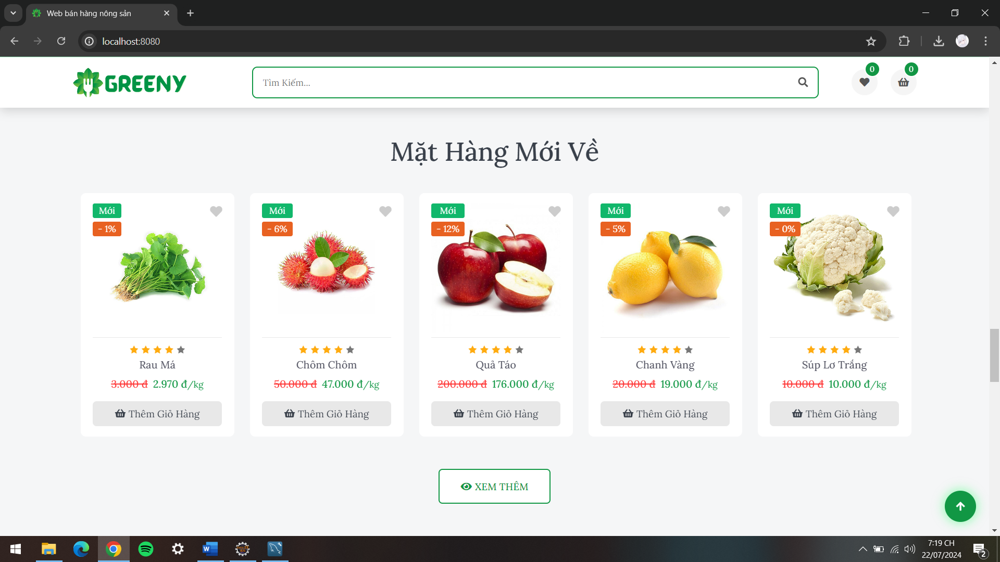 Web bán hàng nông sản
localhost:8080
GREENY
Tìm Kiếm...
0
0
Mặt Hàng Mới Về
Mới
- 1%
Rau Má
3.000 đ 2.970 đ/kg
Thêm Giỏ Hàng
Mới
- 6%
Chôm Chôm
50.000 đ 47.000 đ/kg
Thêm Giỏ Hàng
Mới
- 12%
Quả Táo
200.000 đ 176.000 đ/kg
Thêm Giỏ Hàng
Mới
- 5%
Chanh Vàng
20.000 đ 19.000 đ/kg
Thêm Giỏ Hàng
Mới
- 0%
Súp Lơ Trắng
10.000 đ 10.000 đ/kg
Thêm Giỏ Hàng
XEM THÊM
7:19 CH
22/07/2024
2